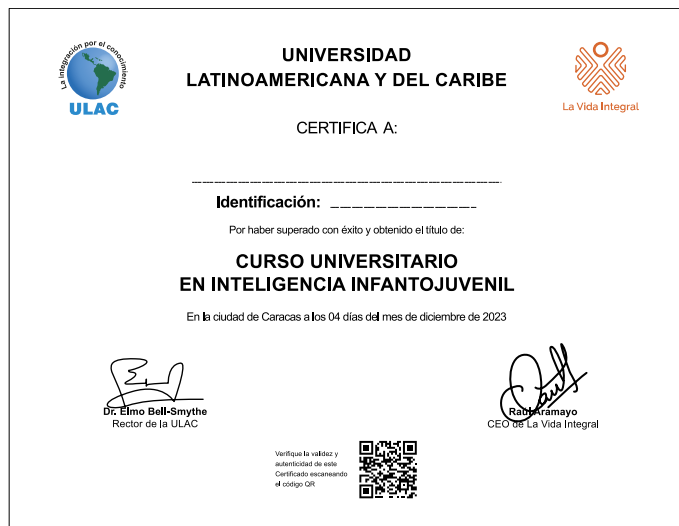 La integración por el conocimiento
ULAC
UNIVERSIDAD
LATINOAMERICANA Y DEL CARIBE
La Vida Integral
CERTIFICA A:
Identificación:
Por haber superado con éxito y obtenido el título de:
CURSO UNIVERSITARIO
EN INTELIGENCIA INFANTOJUVENIL
En la ciudad de Caracas a los 04 días del mes de diciembre de 2023
Dr. Elmo Bell-Smythe
Rector de la ULAC
Raúl Aramayo
CEO de La Vida Integral
Verifique la validez y
autenticidad de este
Certificado escaneando
el código QR